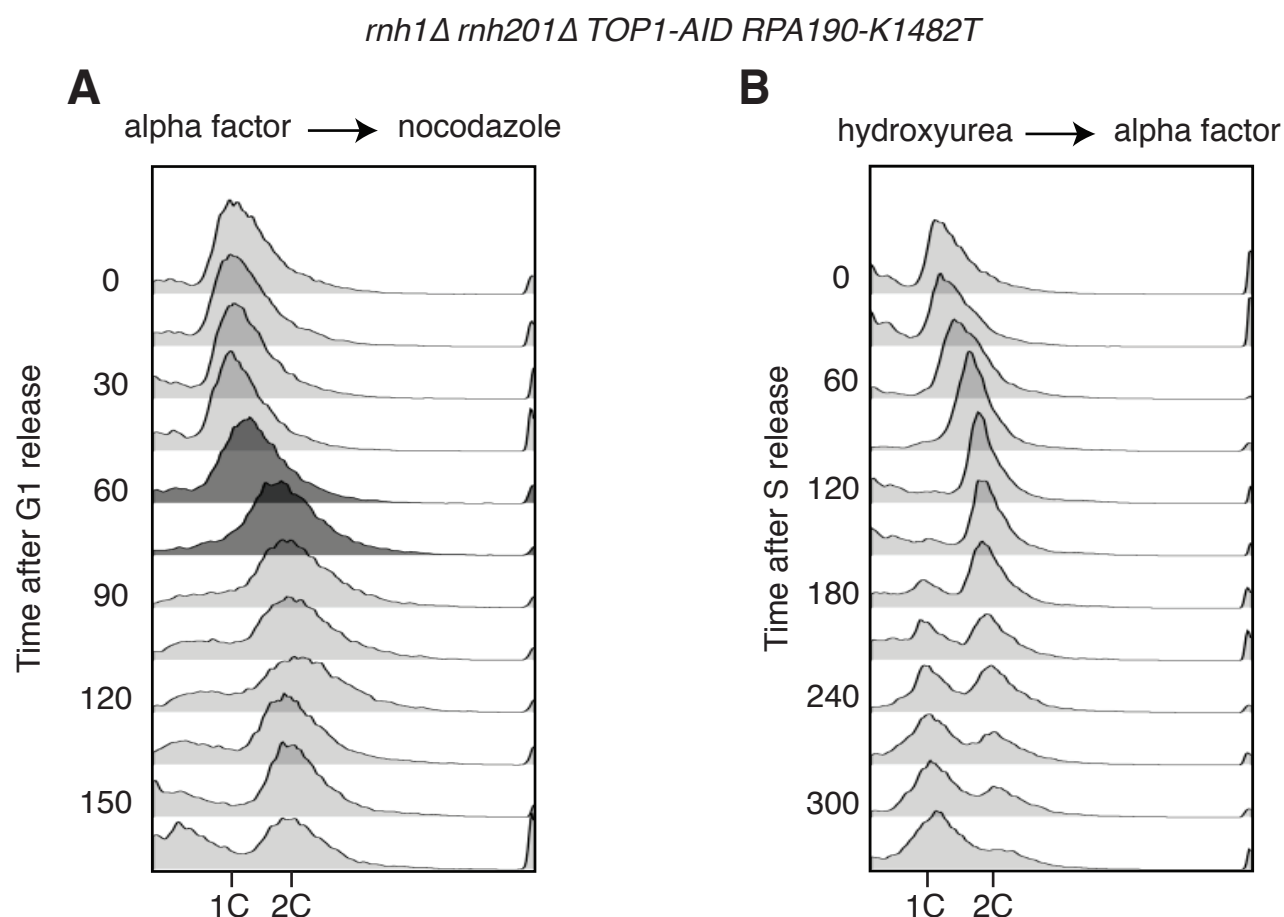 rnh1Δ rnh201Δ TOP1-AID RPA190-K1482T
A
alpha factor → nocodazole
Time after G1 release
0
30
60
90
120
150
1C 2C
B
hydroxyurea → alpha factor
Time after S release
0
60
120
180
240
300
1C 2C